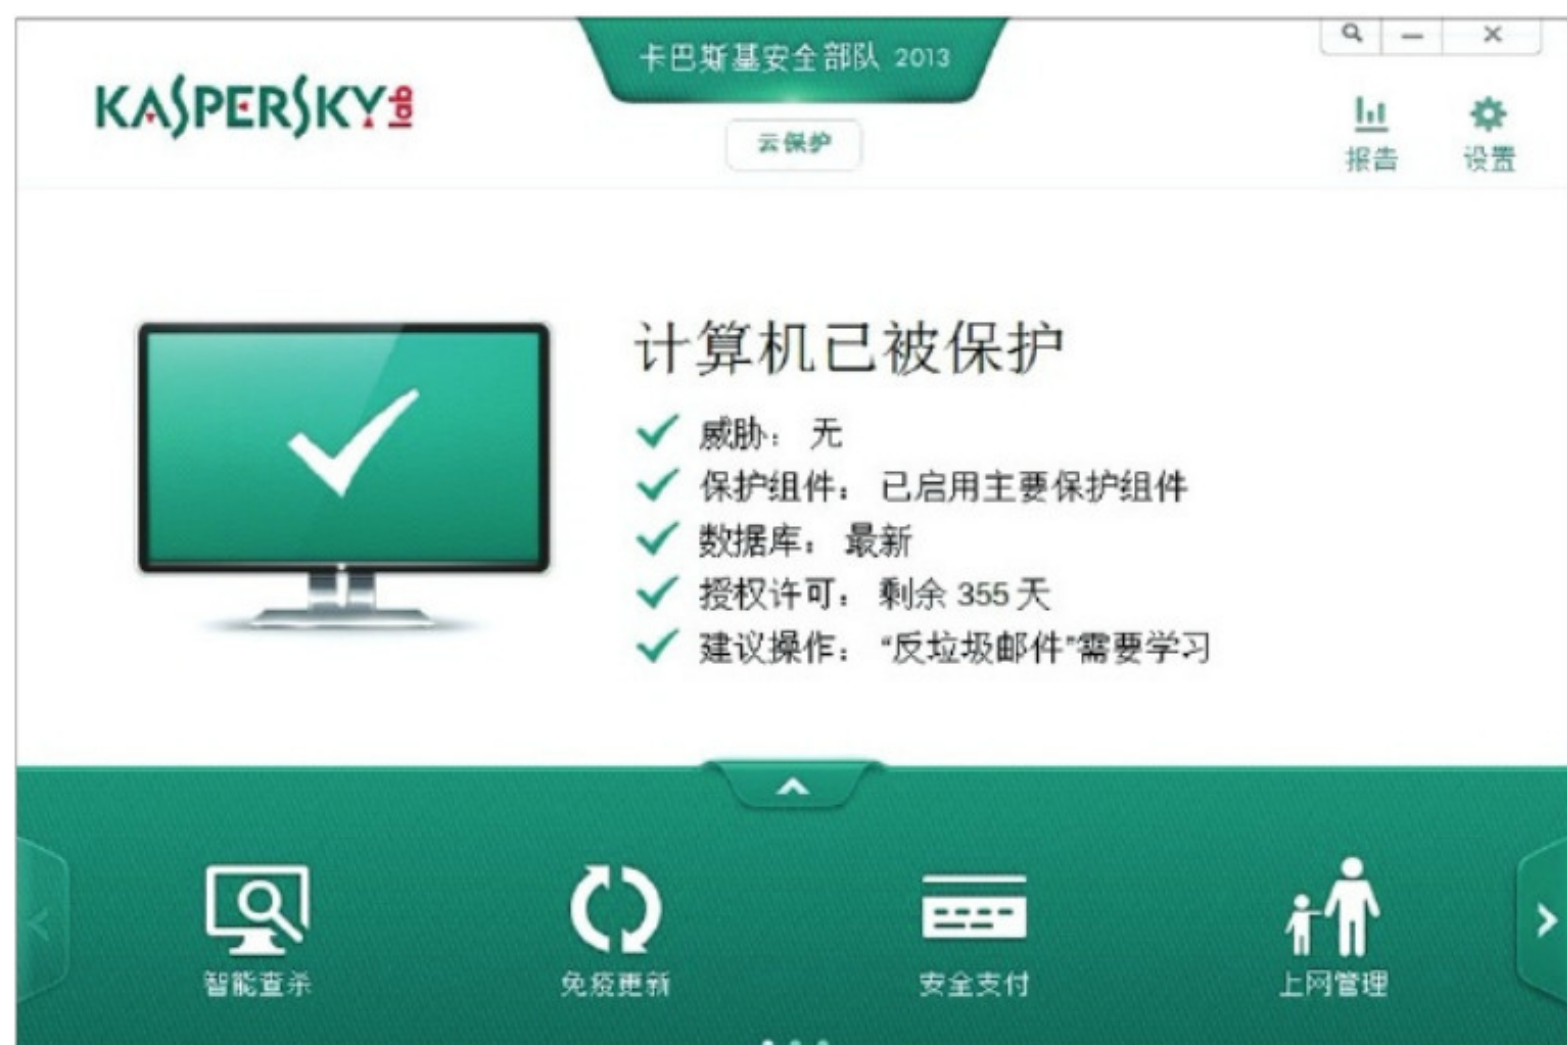 卡巴斯基安全部队 2013
KASPERSKY lab
云保护
报告
设置
计算机已被保护
威胁： 无
保护组件： 已启用主要保护组件
数据库： 最新
授权许可： 剩余 355 天
建议操作： “反垃圾邮件”需要学习
智能查杀
免疫更新
安全支付
上网管理